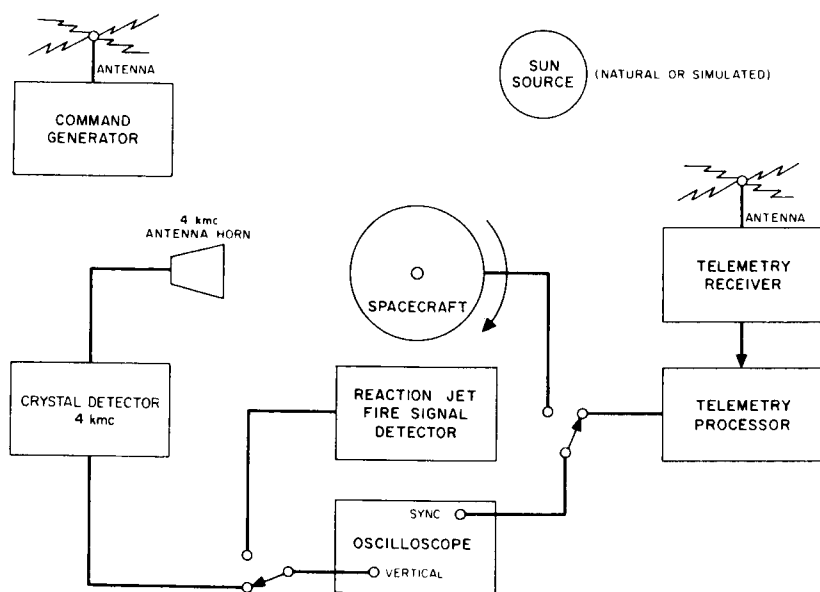 ANTENNA
COMMAND
GENERATOR
SUN
SOURCE
(NATURAL OR SIMULATED)
4 kmc
ANTENNA HORN
SPACECRAFT
ANTENNA
TELEMETRY
RECEIVER
CRYSTAL DETECTOR
4 kmc
REACTION JET
FIRE SIGNAL
DETECTOR
TELEMETRY
PROCESSOR
SYNC
OSCILLOSCOPE
VERTICAL